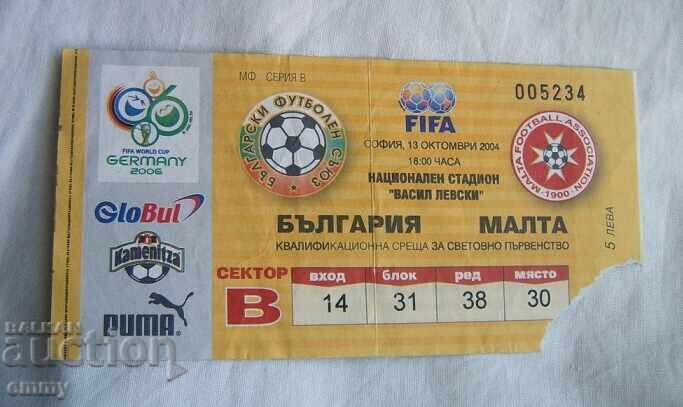 FIFA WORLD CUP
GERMANY
2006
GloBul
Kamenitza
PUMA
МФ СЕРИЯ В
БЪЛГАРСКИ ФУТБОЛЕН СЪЮЗ
FIFA
005234
MALTA FOOTBALL ASSOCIATION
1900
СОФИЯ, 13 ОКТОМВРИ 2004
18:00 ЧАСА
НАЦИОНАЛЕН СТАДИОН
"ВАСИЛ ЛЕВСКИ"
БЪЛГАРИЯ МАЛТА
КВАЛИФИКАЦИОННА СРЕЩА ЗА СВЕТОВНО ПЪРВЕНСТВО
5 ЛЕВА
СЕКТОР вход блок ред място
В 14 31 38 30
BALKAN
auction
emmy